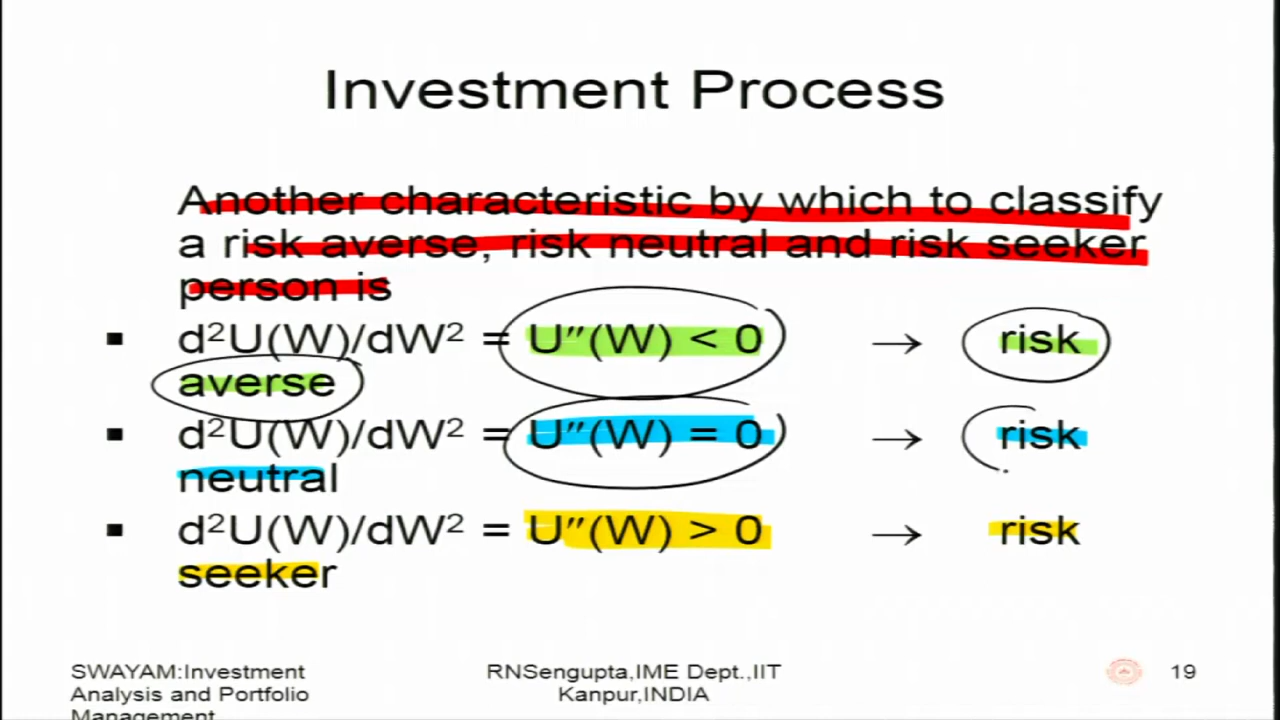 Investment Process
Another characteristic by which to classify
a risk averse, risk neutral and risk seeker
person is
▪ d²U(W)/dW² = U″(W) < 0 → risk
averse
▪ d²U(W)/dW² = U″(W) = 0 → risk
neutral
▪ d²U(W)/dW² = U″(W) > 0 → risk
seeker
SWAYAM:Investment
Analysis and Portfolio
Management
RNSengupta,IME Dept.,IIT
Kanpur,INDIA
19